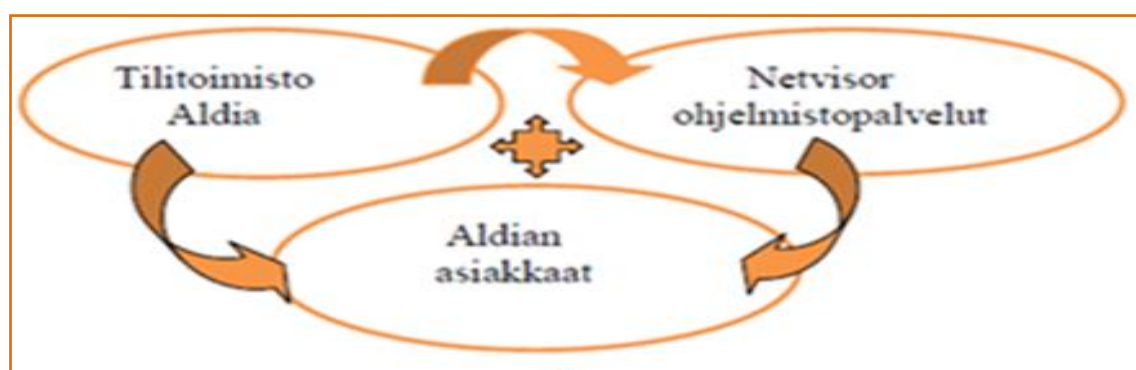 Tilitoimisto
Aldia
Netvisor
ohjelmistopalvelut
Aldian
asiakkaat